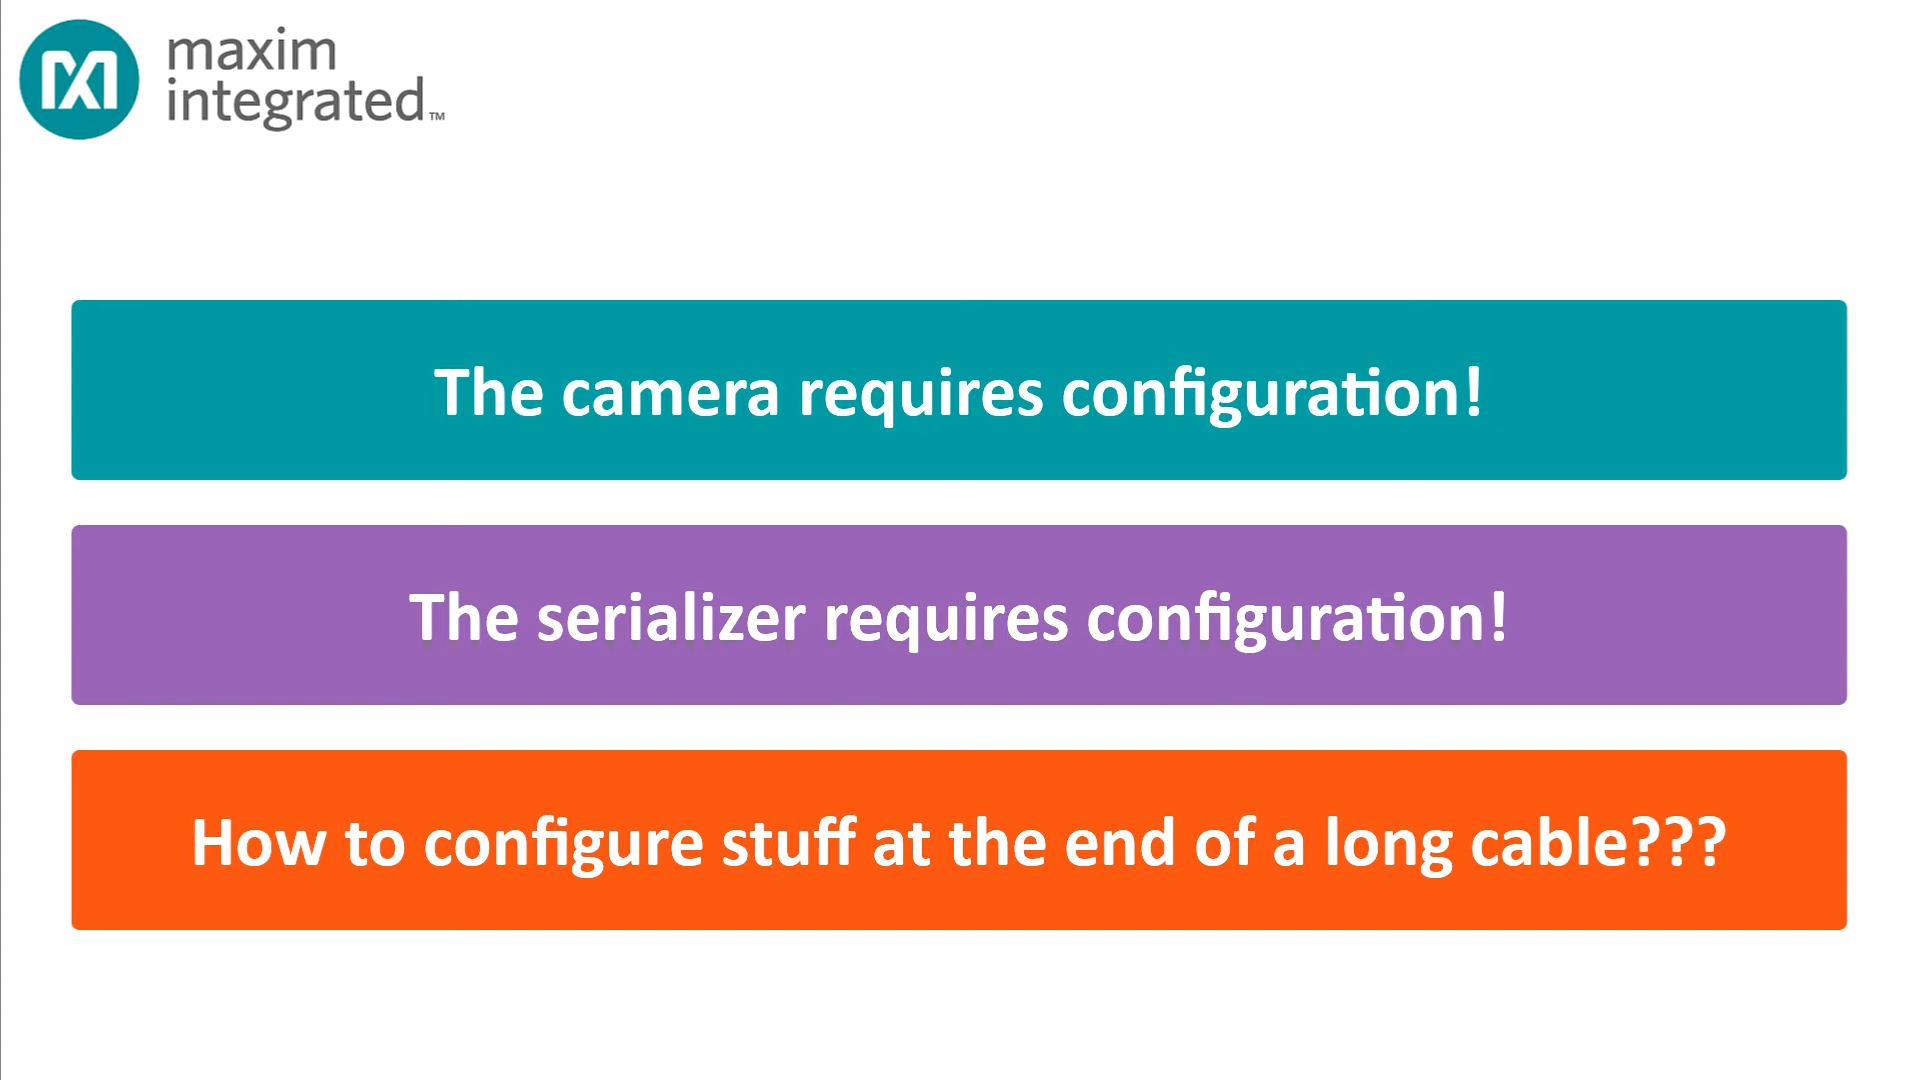 maxim
integrated™
The camera requires configuration!
The serializer requires configuration!
How to configure stuff at the end of a long cable???